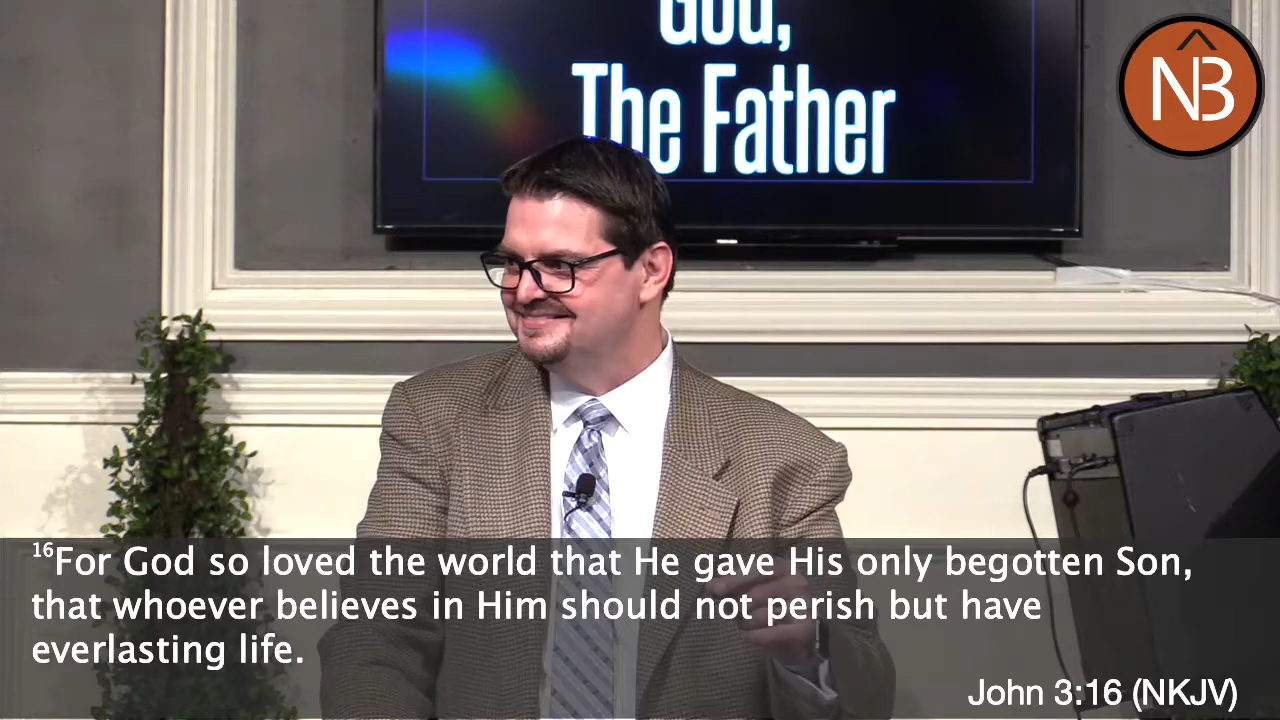 God,
The Father
NB
TOSHIBA
16For God so loved the world that He gave His only begotten Son,
that whoever believes in Him should not perish but have
everlasting life.
John 3:16 (NKJV)